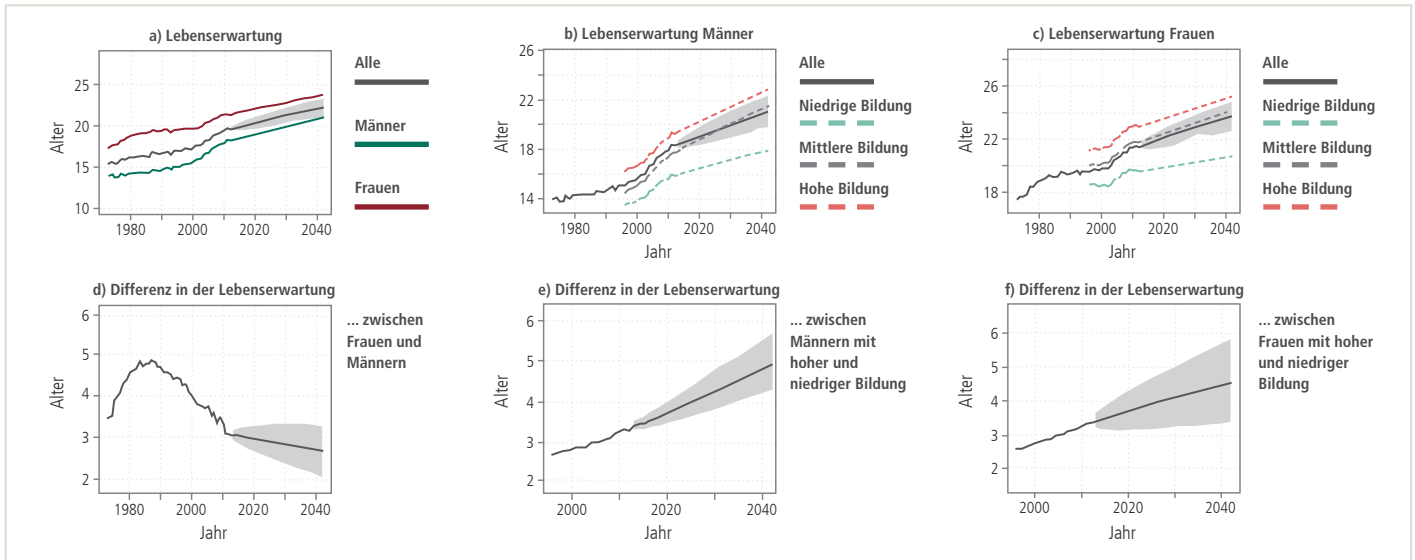 a) Lebenserwartung
Alter
25
20
15
10
1980
2000
2020
2040
Alle
Männer
Frauen
b) Lebenserwartung Männer
Alter
26
22
18
14
1980
2000
2020
2040
Jahr
Alle
Niedrige Bildung
Mittlere Bildung
Hohe Bildung
c) Lebenserwartung Frauen
Alter
26
22
18
1980
2000
2020
2040
Jahr
Alle
Niedrige Bildung
Mittlere Bildung
Hohe Bildung
d) Differenz in der Lebenserwartung
Alter
6
5
4
3
2
1980
2000
2020
2040
Jahr
... zwischen
Frauen und
Männern
e) Differenz in der Lebenserwartung
Alter
6
5
4
3
2
2000
2020
2040
Jahr
... zwischen
Männern mit
hoher und
niedriger Bildung
f) Differenz in der Lebenserwartung
Alter
6
5
4
3
2
2000
2020
2040
Jahr
... zwischen
Frauen mit hoher
und niedriger
Bildung